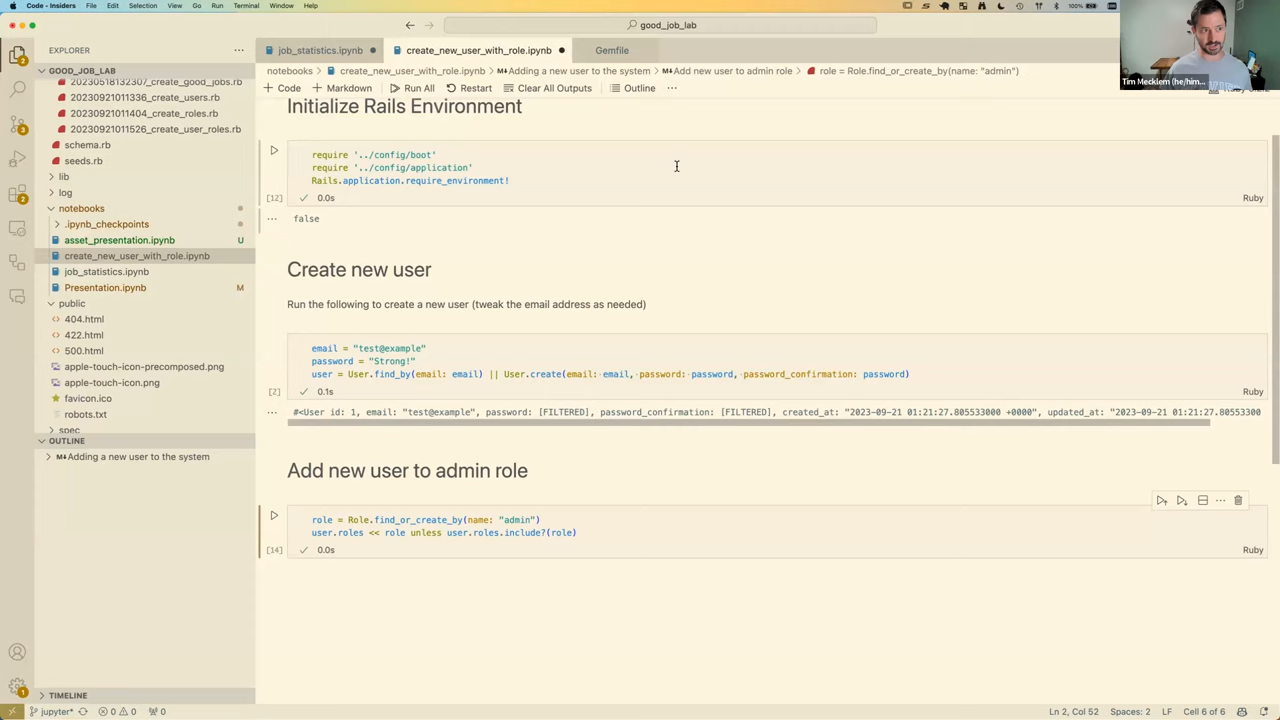 Code - Insiders File Edit Selection View Go Run Terminal Window Help
100%
good_job_lab
EXPLORER
job_statistics.ipynb
create_new_user_with_role.ipynb
Gemfile
GOOD_JOB_LAB
20230518132307_create_good_jobs.rb
20230921011336_create_users.rb
20230921011404_create_roles.rb
20230921011526_create_user_roles.rb
schema.rb
seeds.rb
lib
log
notebooks
.ipynb_checkpoints
asset_presentation.ipynb U
create_new_user_with_role.ipynb
job_statistics.ipynb
Presentation.ipynb M
public
404.html
422.html
500.html
apple-touch-icon-precomposed.png
apple-touch-icon.png
favicon.ico
robots.txt
spec
OUTLINE
Adding a new user to the system
TIMELINE
notebooks > create_new_user_with_role.ipynb > Adding a new user to the system > Add new user to admin role > role = Role.find_or_create_by(name: "admin")
Code Markdown Run All Restart Clear All Outputs Outline
Tim Mecklem (he/him...
Initialize Rails Environment
require '../config/boot'
require '../config/application'
Rails.application.require_environment!
[12] 0.0s Ruby
false
Create new user
Run the following to create a new user (tweak the email address as needed)
email = "test@example"
password = "Strong!"
user = User.find_by(email: email) || User.create(email: email, password: password, password_confirmation: password)
[2] 0.1s Ruby
#<User id: 1, email: "test@example", password: [FILTERED], password_confirmation: [FILTERED], created_at: "2023-09-21 01:21:27.805533000 +0000", updated_at: "2023-09-21 01:21:27.805533000
Add new user to admin role
role = Role.find_or_create_by(name: "admin")
user.roles << role unless user.roles.include?(role)
[14] 0.0s Ruby
jupyter* 0 0 0
Ln 2, Col 52 Spaces: 2 LF Cell 6 of 6